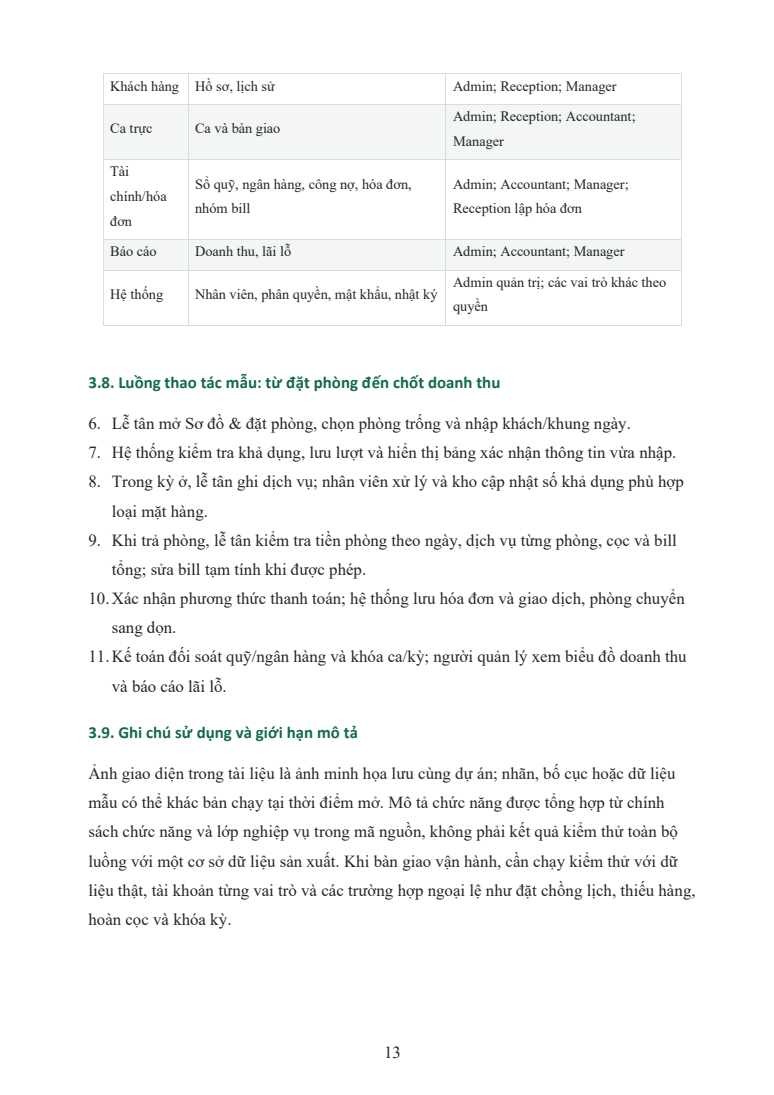 Khách hàng Hồ sơ, lịch sử Admin; Reception; Manager
Ca trực Ca và bàn giao Admin; Reception; Accountant;
Manager
Tài
chính/hóa
đơn
Sổ quỹ, ngân hàng, công nợ, hóa đơn,
nhóm bill
Admin; Accountant; Manager;
Reception lập hóa đơn
Báo cáo Doanh thu, lãi lỗ Admin; Accountant; Manager
Hệ thống Nhân viên, phân quyền, mật khẩu, nhật ký Admin quản trị; các vai trò khác theo
quyền
3.8. Luồng thao tác mẫu: từ đặt phòng đến chốt doanh thu
6. Lễ tân mở Sơ đồ & đặt phòng, chọn phòng trống và nhập khách/khung ngày.
7. Hệ thống kiểm tra khả dụng, lưu lượt và hiển thị bảng xác nhận thông tin vừa nhập.
8. Trong kỳ ở, lễ tân ghi dịch vụ; nhân viên xử lý và kho cập nhật số khả dụng phù hợp
loại mặt hàng.
9. Khi trả phòng, lễ tân kiểm tra tiền phòng theo ngày, dịch vụ từng phòng, cọc và bill
tổng; sửa bill tạm tính khi được phép.
10. Xác nhận phương thức thanh toán; hệ thống lưu hóa đơn và giao dịch, phòng chuyển
sang dọn.
11. Kế toán đối soát quỹ/ngân hàng và khóa ca/kỳ; người quản lý xem biểu đồ doanh thu
và báo cáo lãi lỗ.
3.9. Ghi chú sử dụng và giới hạn mô tả
Ảnh giao diện trong tài liệu là ảnh minh họa lưu cùng dự án; nhãn, bố cục hoặc dữ liệu
mẫu có thể khác bản chạy tại thời điểm mở. Mô tả chức năng được tổng hợp từ chính
sách chức năng và lớp nghiệp vụ trong mã nguồn, không phải kết quả kiểm thử toàn bộ
luồng với một cơ sở dữ liệu sản xuất. Khi bàn giao vận hành, cần chạy kiểm thử với dữ
liệu thật, tài khoản từng vai trò và các trường hợp ngoại lệ như đặt chồng lịch, thiếu hàng,
hoàn cọc và khóa kỳ.
13